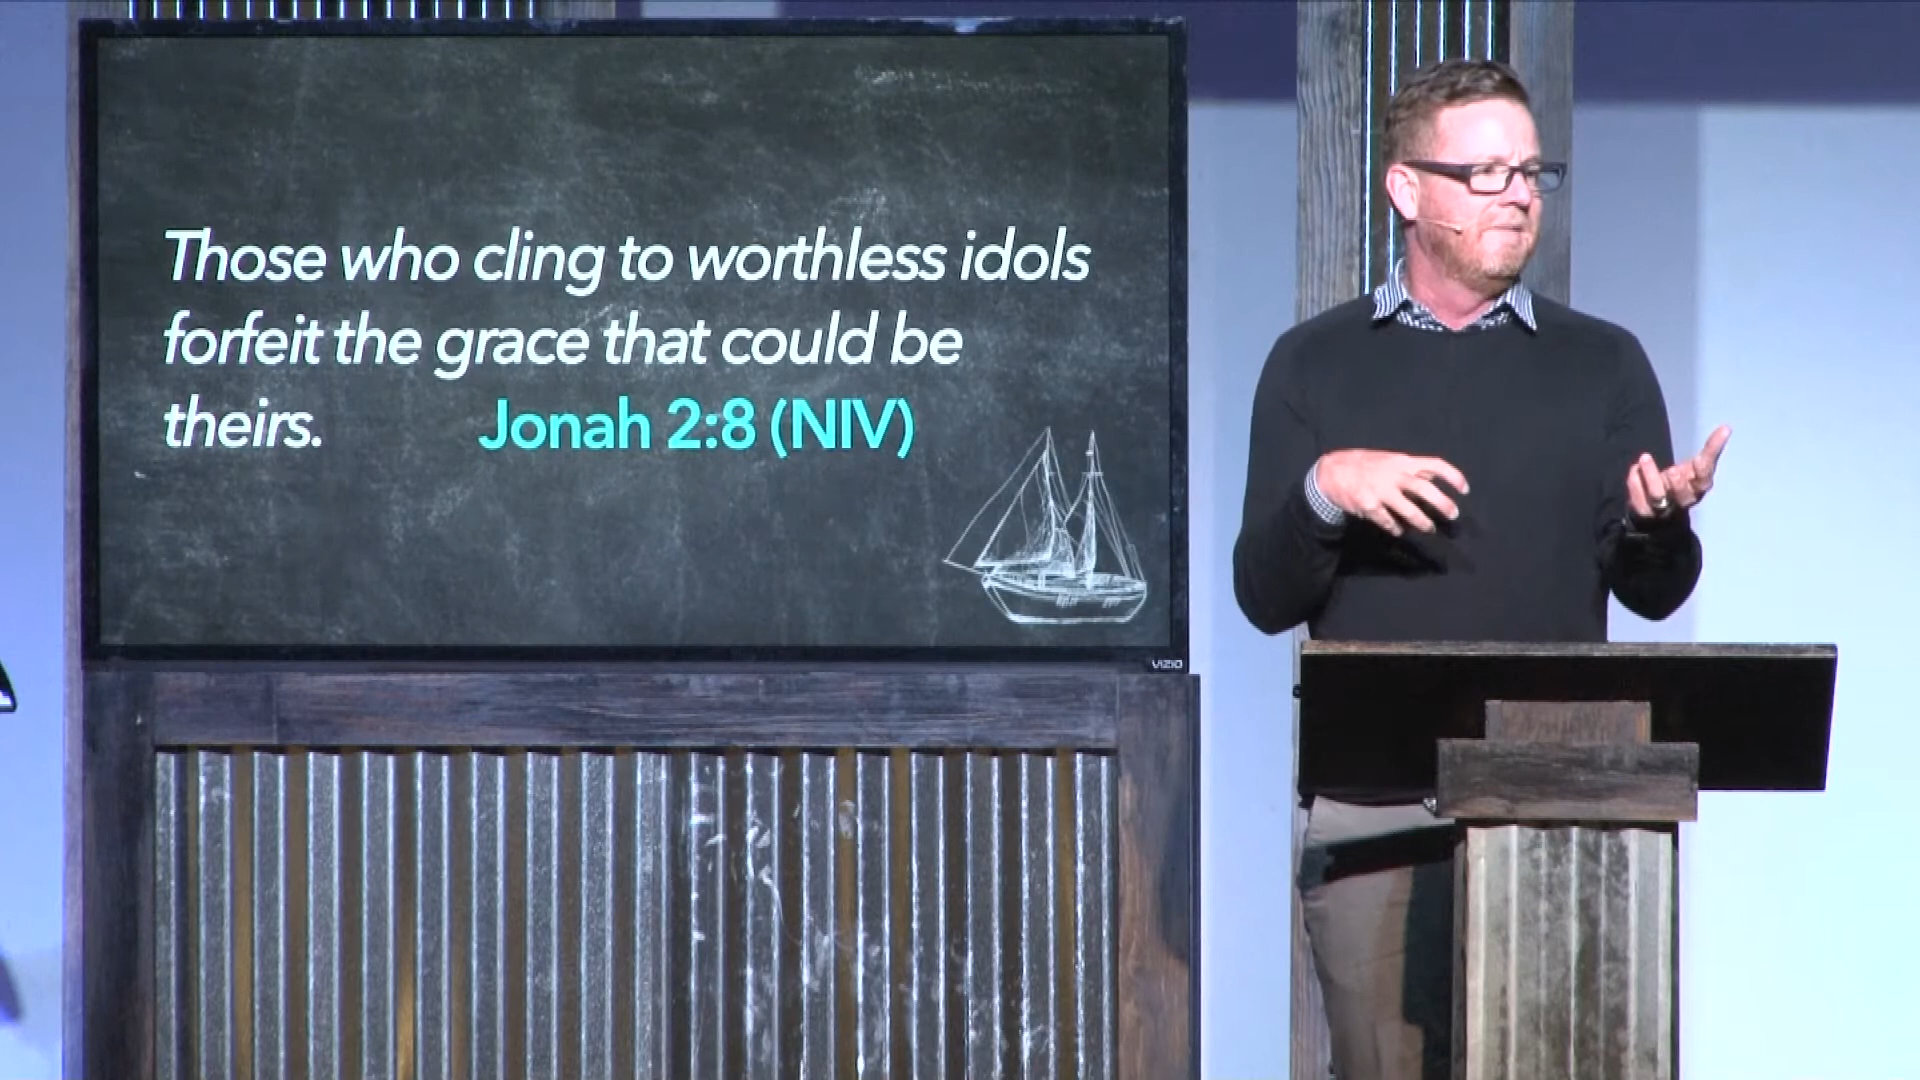 Those who cling to worthless idols
forfeit the grace that could be
theirs. Jonah 2:8 (NIV)
VIZIO